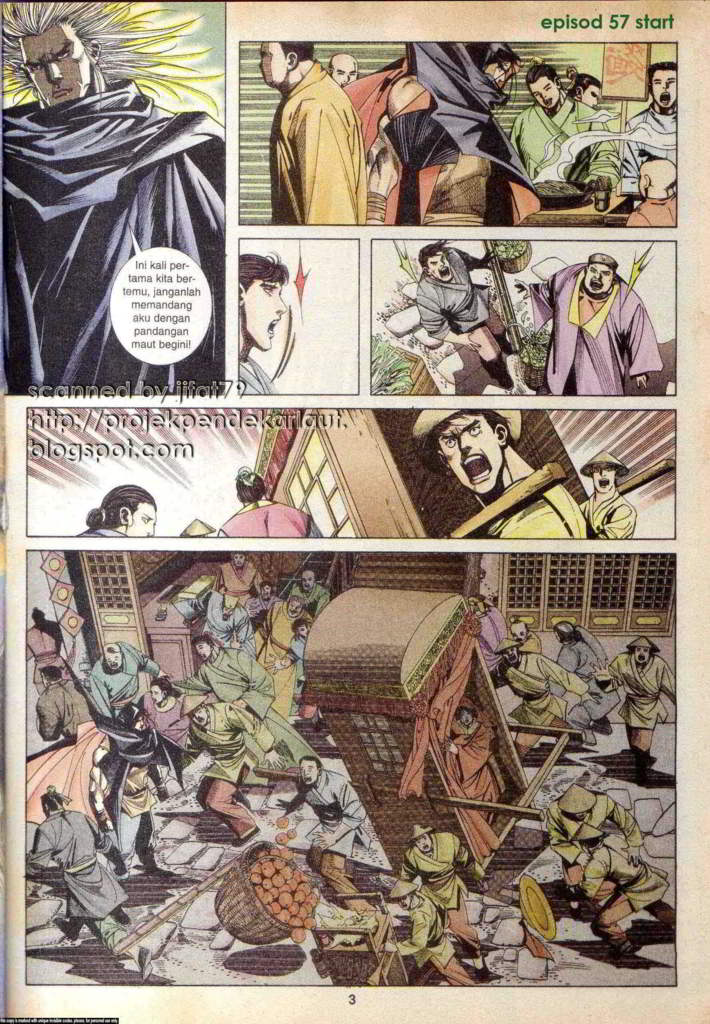 episod 57 start
Ini kali per-
tama kita ber-
temu, janganlah
memandang
aku dengan
pandangan
maut begini!
scanned by jifat79
http://projekpendekarlaut.
blogspot.com
3